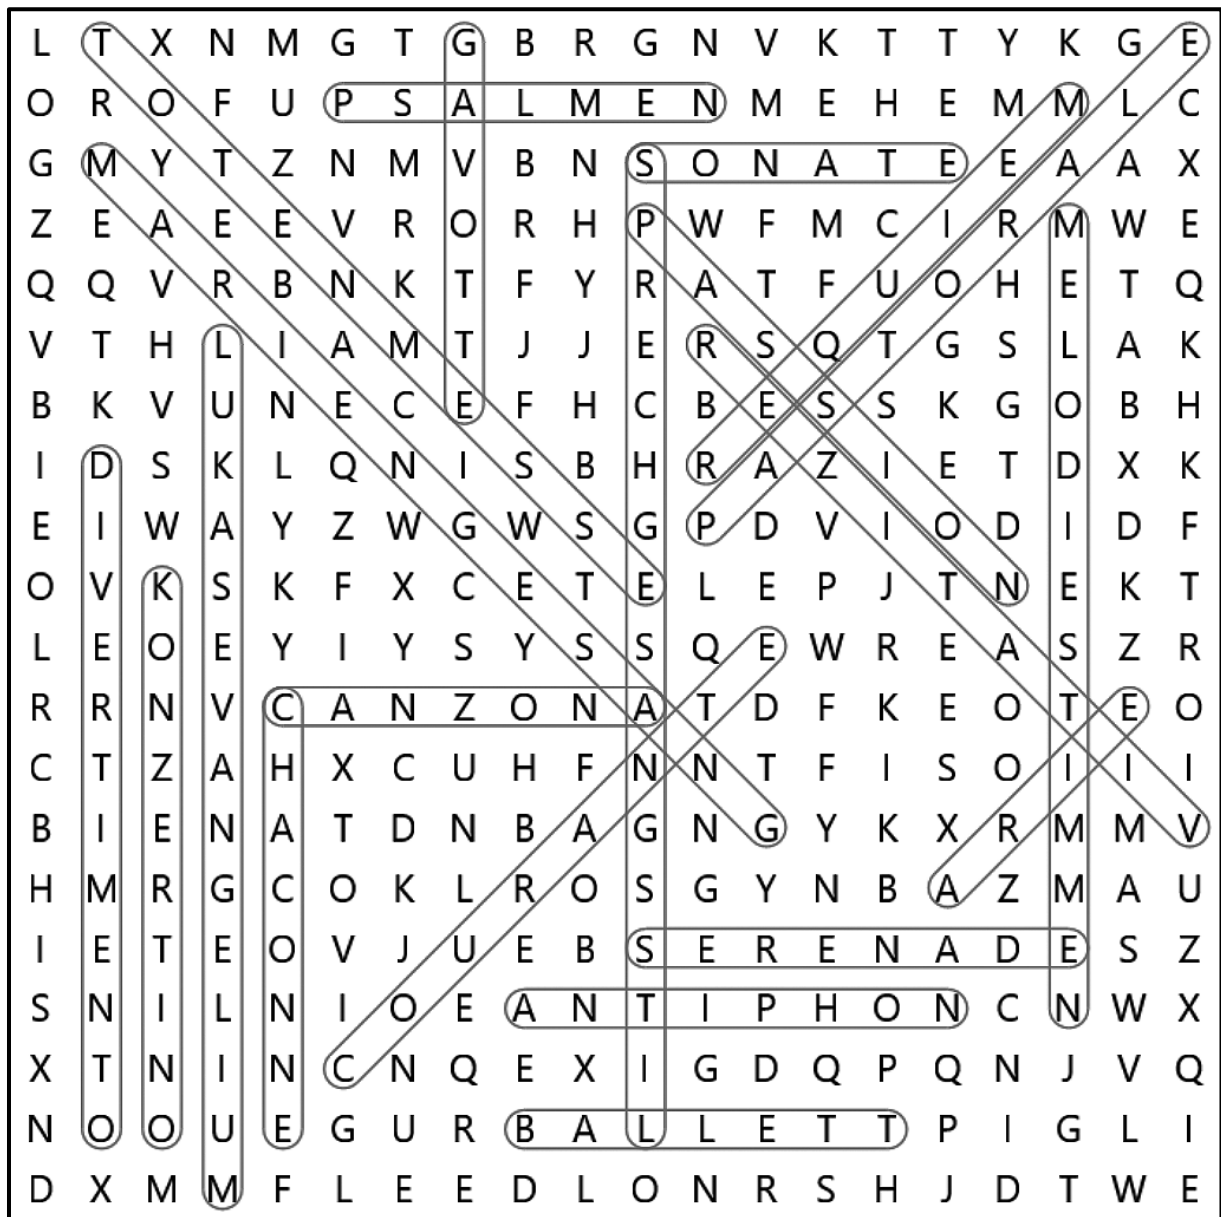 L T X N M G T G B R G N V K T T Y K G E
O R O F U P S A L M E N M E H E M M L C
G M Y T Z N M V B N S O N A T E E A A X
Z E A E E V R O R H P W F M C I R M W E
Q Q V R B N K T F Y R A T F U O H E T Q
V T H L I A M T J J E R S Q T G S L A K
B K V U N E C E F H C B E S S K G O B H
I D S K L Q N I S B H R A Z I E T D X K
E I W A Y Z W G W S G P D V I O D I D F
O V K S K F X C E T E L E P J T N E K T
L E O E Y I Y S Y S S Q E W R E A S Z R
R R N V C A N Z O N A T D F K E O T E O
C T Z A H X C U H F N N T F I S O I I I
B I E N A T D N B A G N G Y K X R M M V
H M R G C O K L R O S G Y N B A Z M A U
I E T E O V J U E B S E R E N A D E S Z
S N I L N I O E A N T I P H O N C N W X
X T N I N C N Q E X I G D Q P Q N J V Q
N O O U E G U R B A L L E T T P I G L I
D X M M F L E E D L O N R S H J D T W E